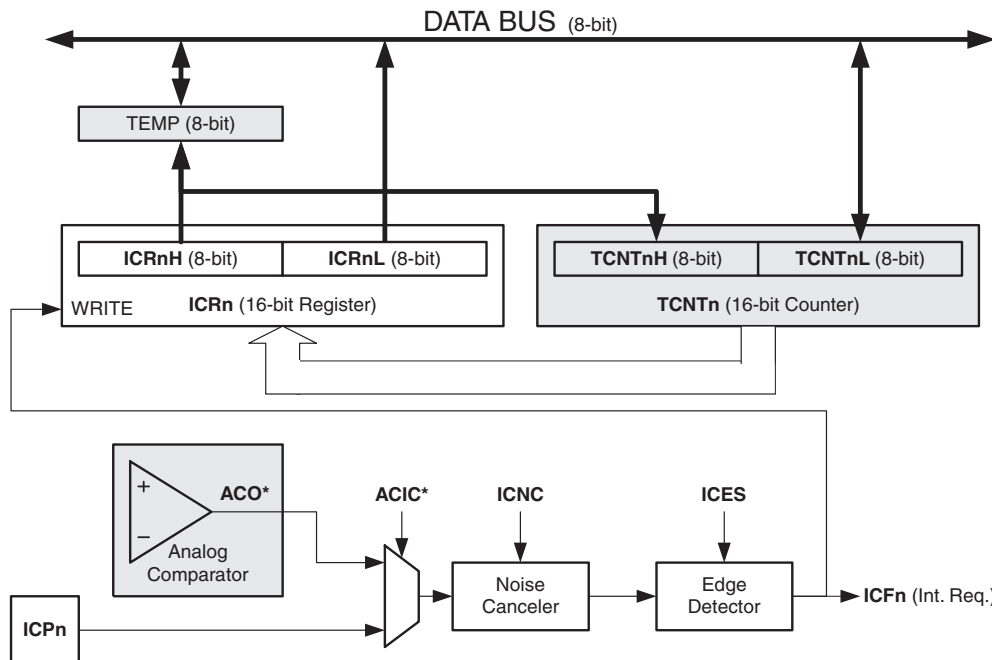 DATA BUS (8-bit)
TEMP (8-bit)
ICRnH (8-bit)
ICRnL (8-bit)
TCNTnH (8-bit)
TCNTnL (8-bit)
WRITE
ICRn (16-bit Register)
TCNTn (16-bit Counter)
+
−
ACO*
Analog
Comparator
ACIC*
ICNC
ICES
Noise
Canceler
Edge
Detector
ICFn (Int. Req.)
ICPn